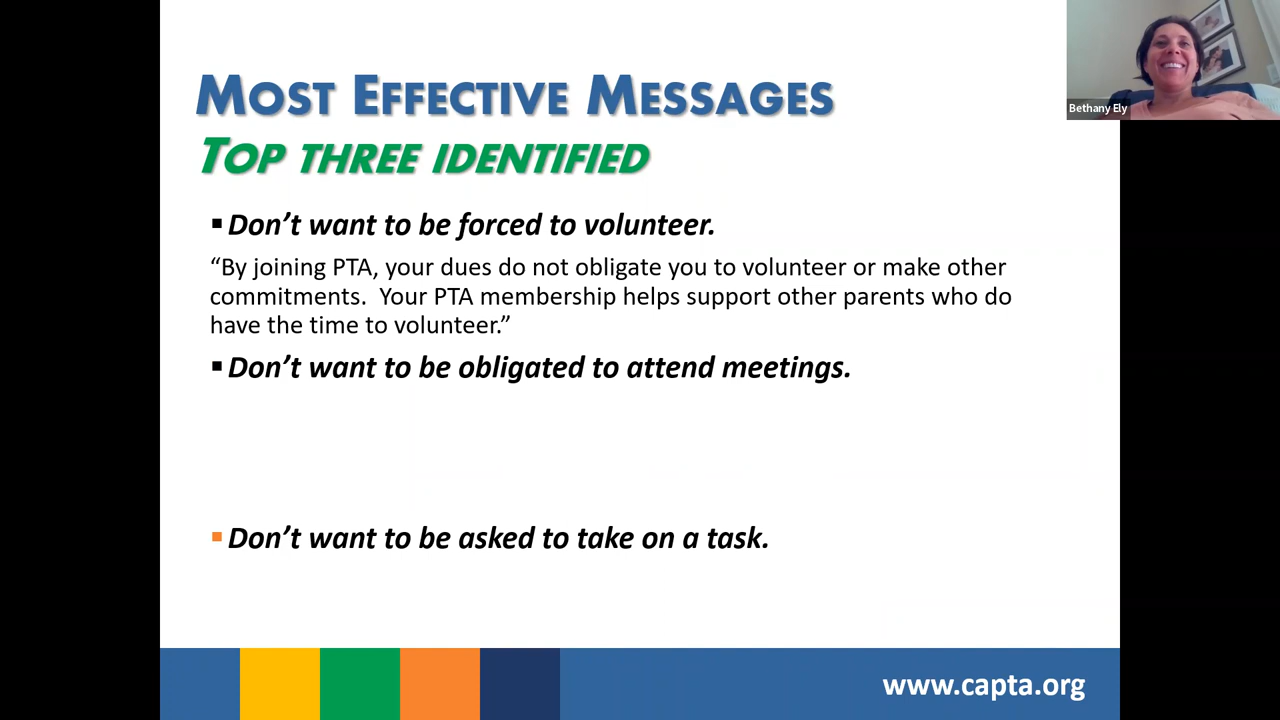 Bethany Ely
Most Effective Messages
Top three identified
▪Don’t want to be forced to volunteer.
“By joining PTA, your dues do not obligate you to volunteer or make other
commitments.  Your PTA membership helps support other parents who do
have the time to volunteer.”
▪Don’t want to be obligated to attend meetings.
▪Don’t want to be asked to take on a task.
www.capta.org